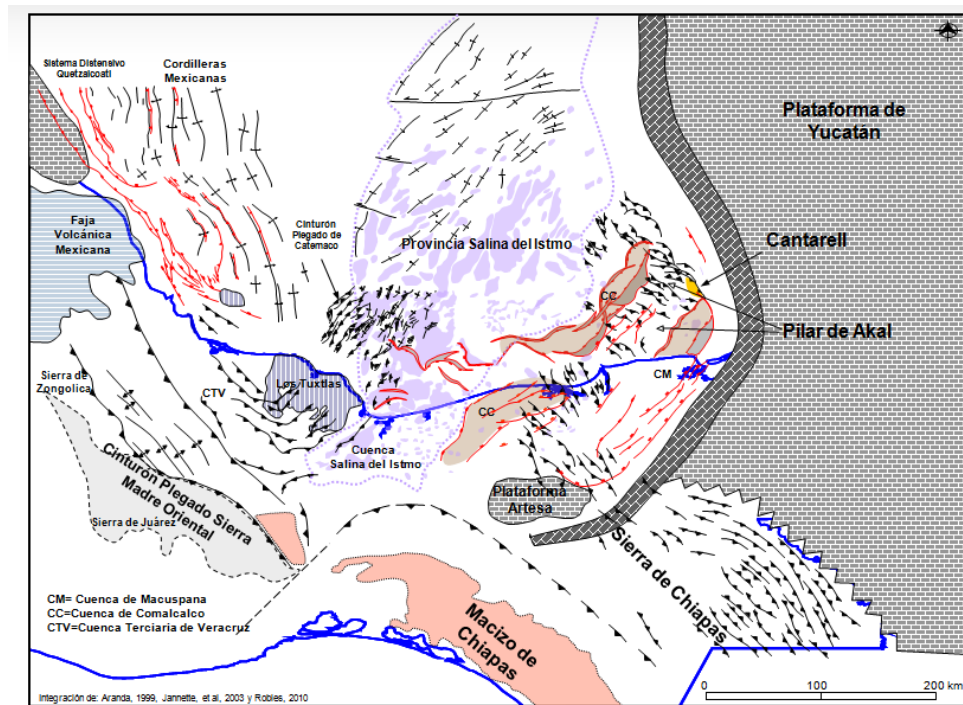 Sistema Distensivo
Quetzalcoatl
Cordilleras
Mexicanas
Plataforma de
Yucatán
Faja
Volcánica
Mexicana
Cinturón
Plegado de
Catemaco
Provincia Salina del Istmo
Cantarell
CC
Pilar de Akal
Sierra de
Zongolica
CTV
Los Tuxtlas
CM
CC
Cuenca
Salina del Istmo
Cinturón Plegado Sierra
Madre Oriental
Sierra de Juárez
Plataforma
Artesa
Sierra de Chiapas
Macizo de
Chiapas
CM= Cuenca de Macuspana
CC=Cuenca de Comalcalco
CTV=Cuenca Terciaria de Veracruz
0 100 200 km
Integración de: Aranda, 1999, Jannette, et al, 2003 y Robles, 2010